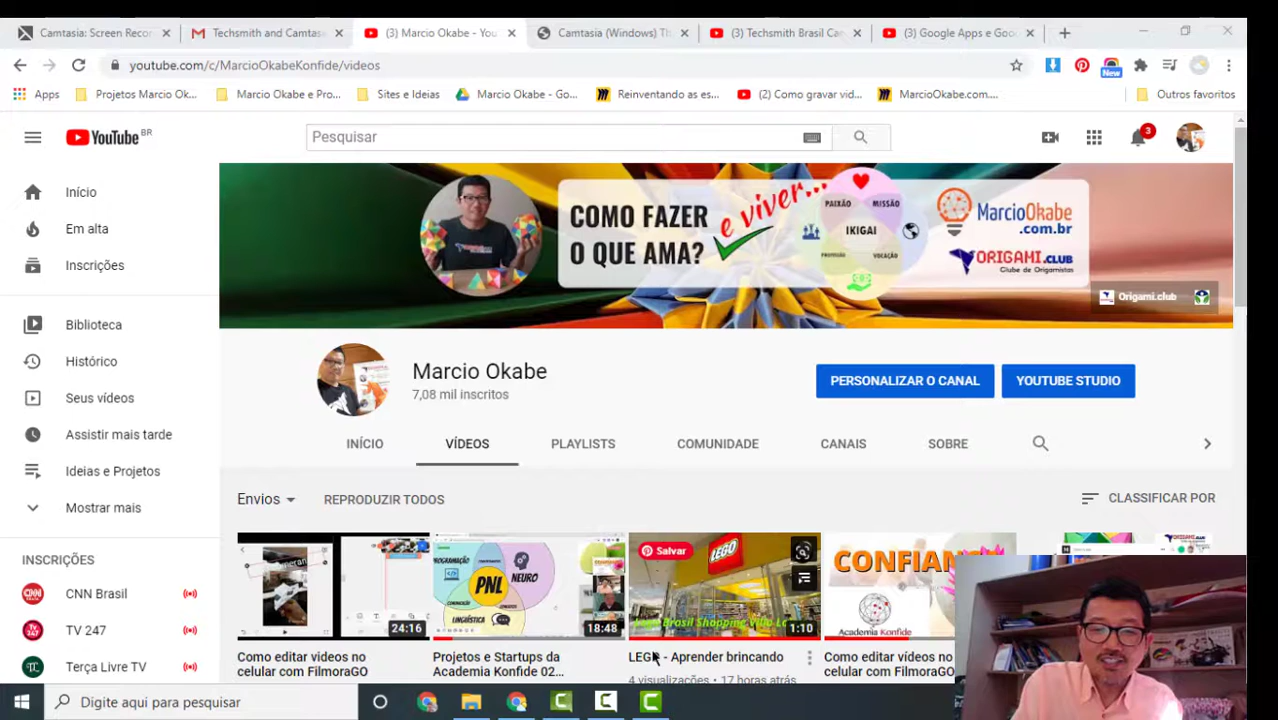 Camtasia: Screen Recor
Techsmith and Camtas
(3) Marcio Okabe - You
Camtasia (Windows) Th
(3) Techsmith Brasil Ca
(3) Google Apps e Goo
youtube.com/c/MarcioOkabeKonfide/videos
New
Apps
Projetos Marcio Ok...
Marcio Okabe e Pro...
Sites e Ideias
Marcio Okabe - Go...
Reinventando as es...
(2) Como gravar vid...
MarcioOkabe.com....
Outros favoritos
YouTube BR
Pesquisar
3
COMO FAZER
O QUE AMA?
e viver...
PAIXÃO
MISSÃO
IKIGAI
PROFISSÃO
VOCAÇÃO
MarcioOkabe
.com.br
ORIGAMI.CLUB
Clube de Origamistas
Origami.club
Início
Em alta
Inscrições
Biblioteca
Histórico
Seus vídeos
Assistir mais tarde
Ideias e Projetos
Mostrar mais
INSCRIÇÕES
CNN Brasil
TV 247
Terça Livre TV
Marcio Okabe
7,08 mil inscritos
PERSONALIZAR O CANAL
YOUTUBE STUDIO
INÍCIO
VÍDEOS
PLAYLISTS
COMUNIDADE
CANAIS
SOBRE
Envios
REPRODUZIR TODOS
CLASSIFICAR POR
24:16
PNL
NEURO
18:48
Salvar
LEGO
1:10
Academia Konfide
Como editar videos no
celular com FilmoraGO
Projetos e Startups da
Academia Konfide 02...
LEGO - Aprender brincando
4 visualizações • 17 horas atrás
Como editar vídeos no
celular com FilmoraGO
Digite aqui para pesquisar